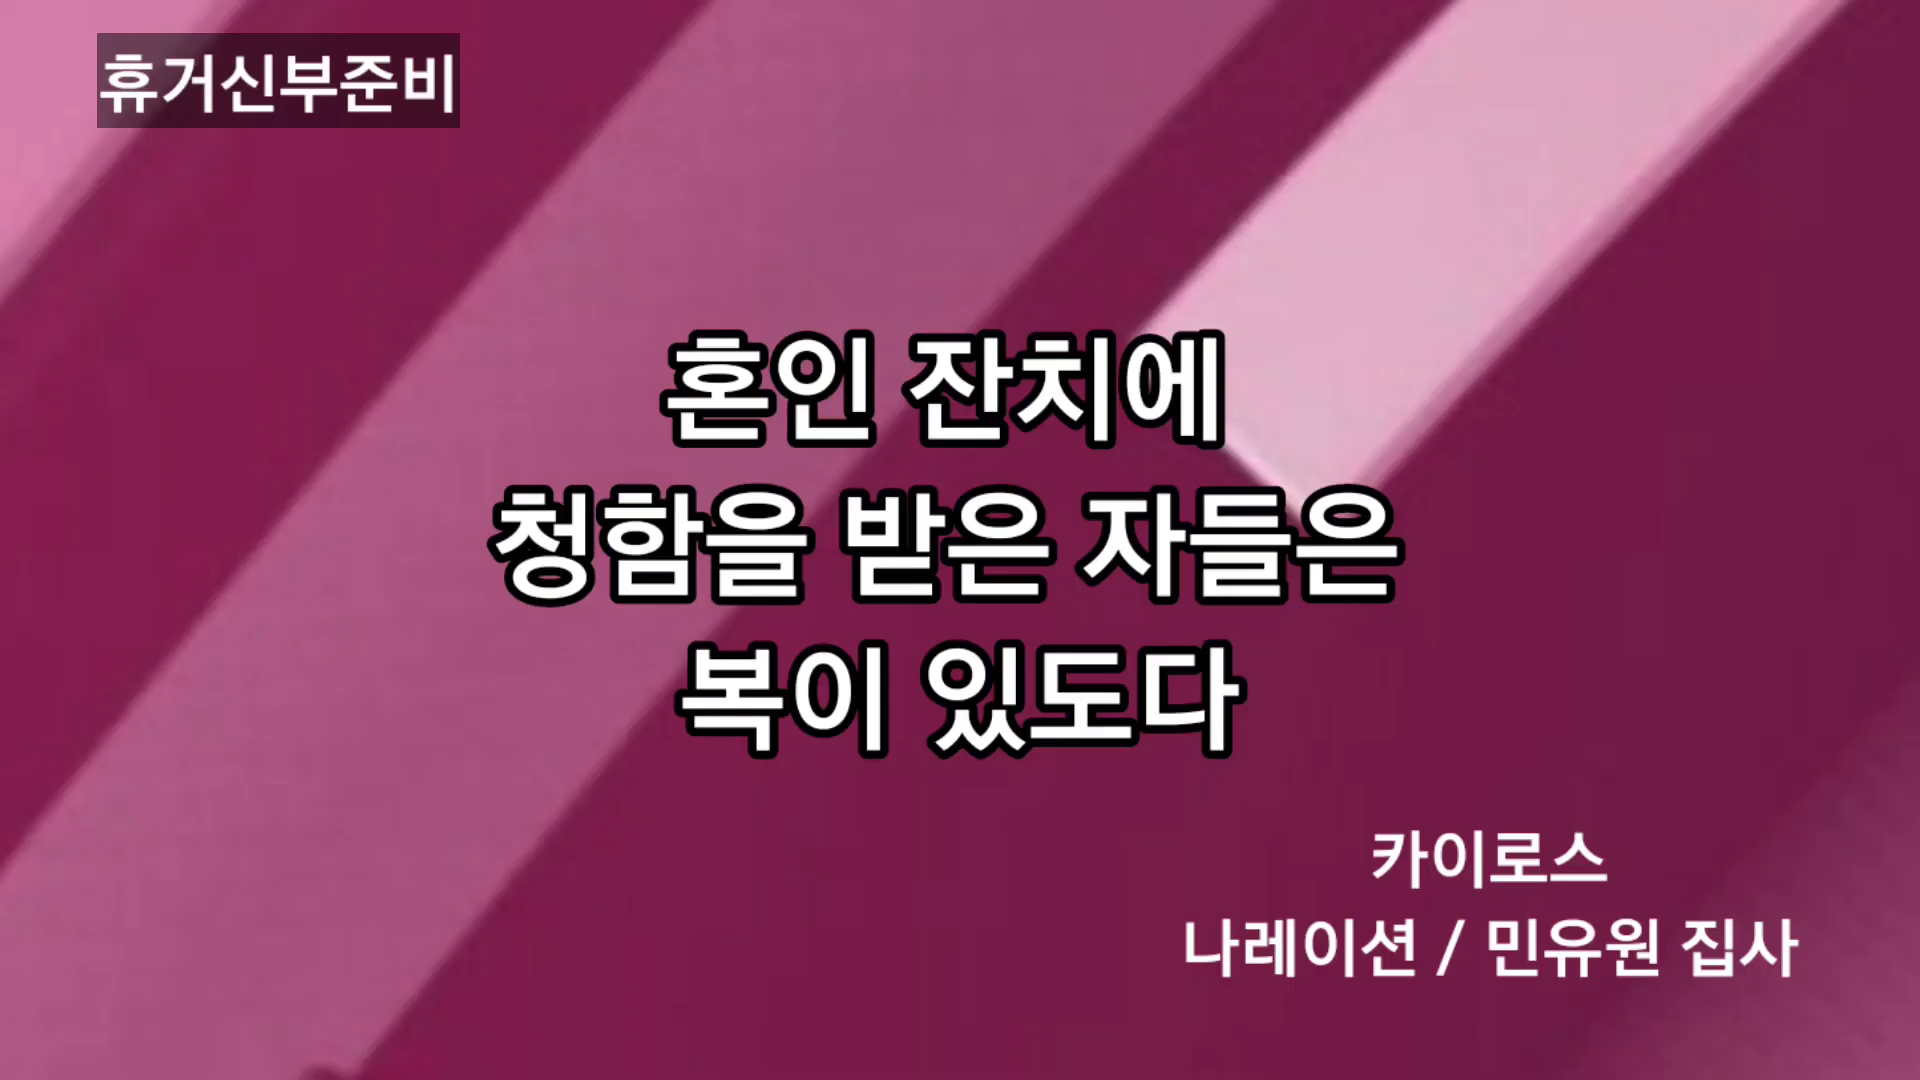 휴거신부준비
혼인 잔치에
청함을 받은 자들은
복이 있도다
카이로스
나레이션 / 민유원 집사